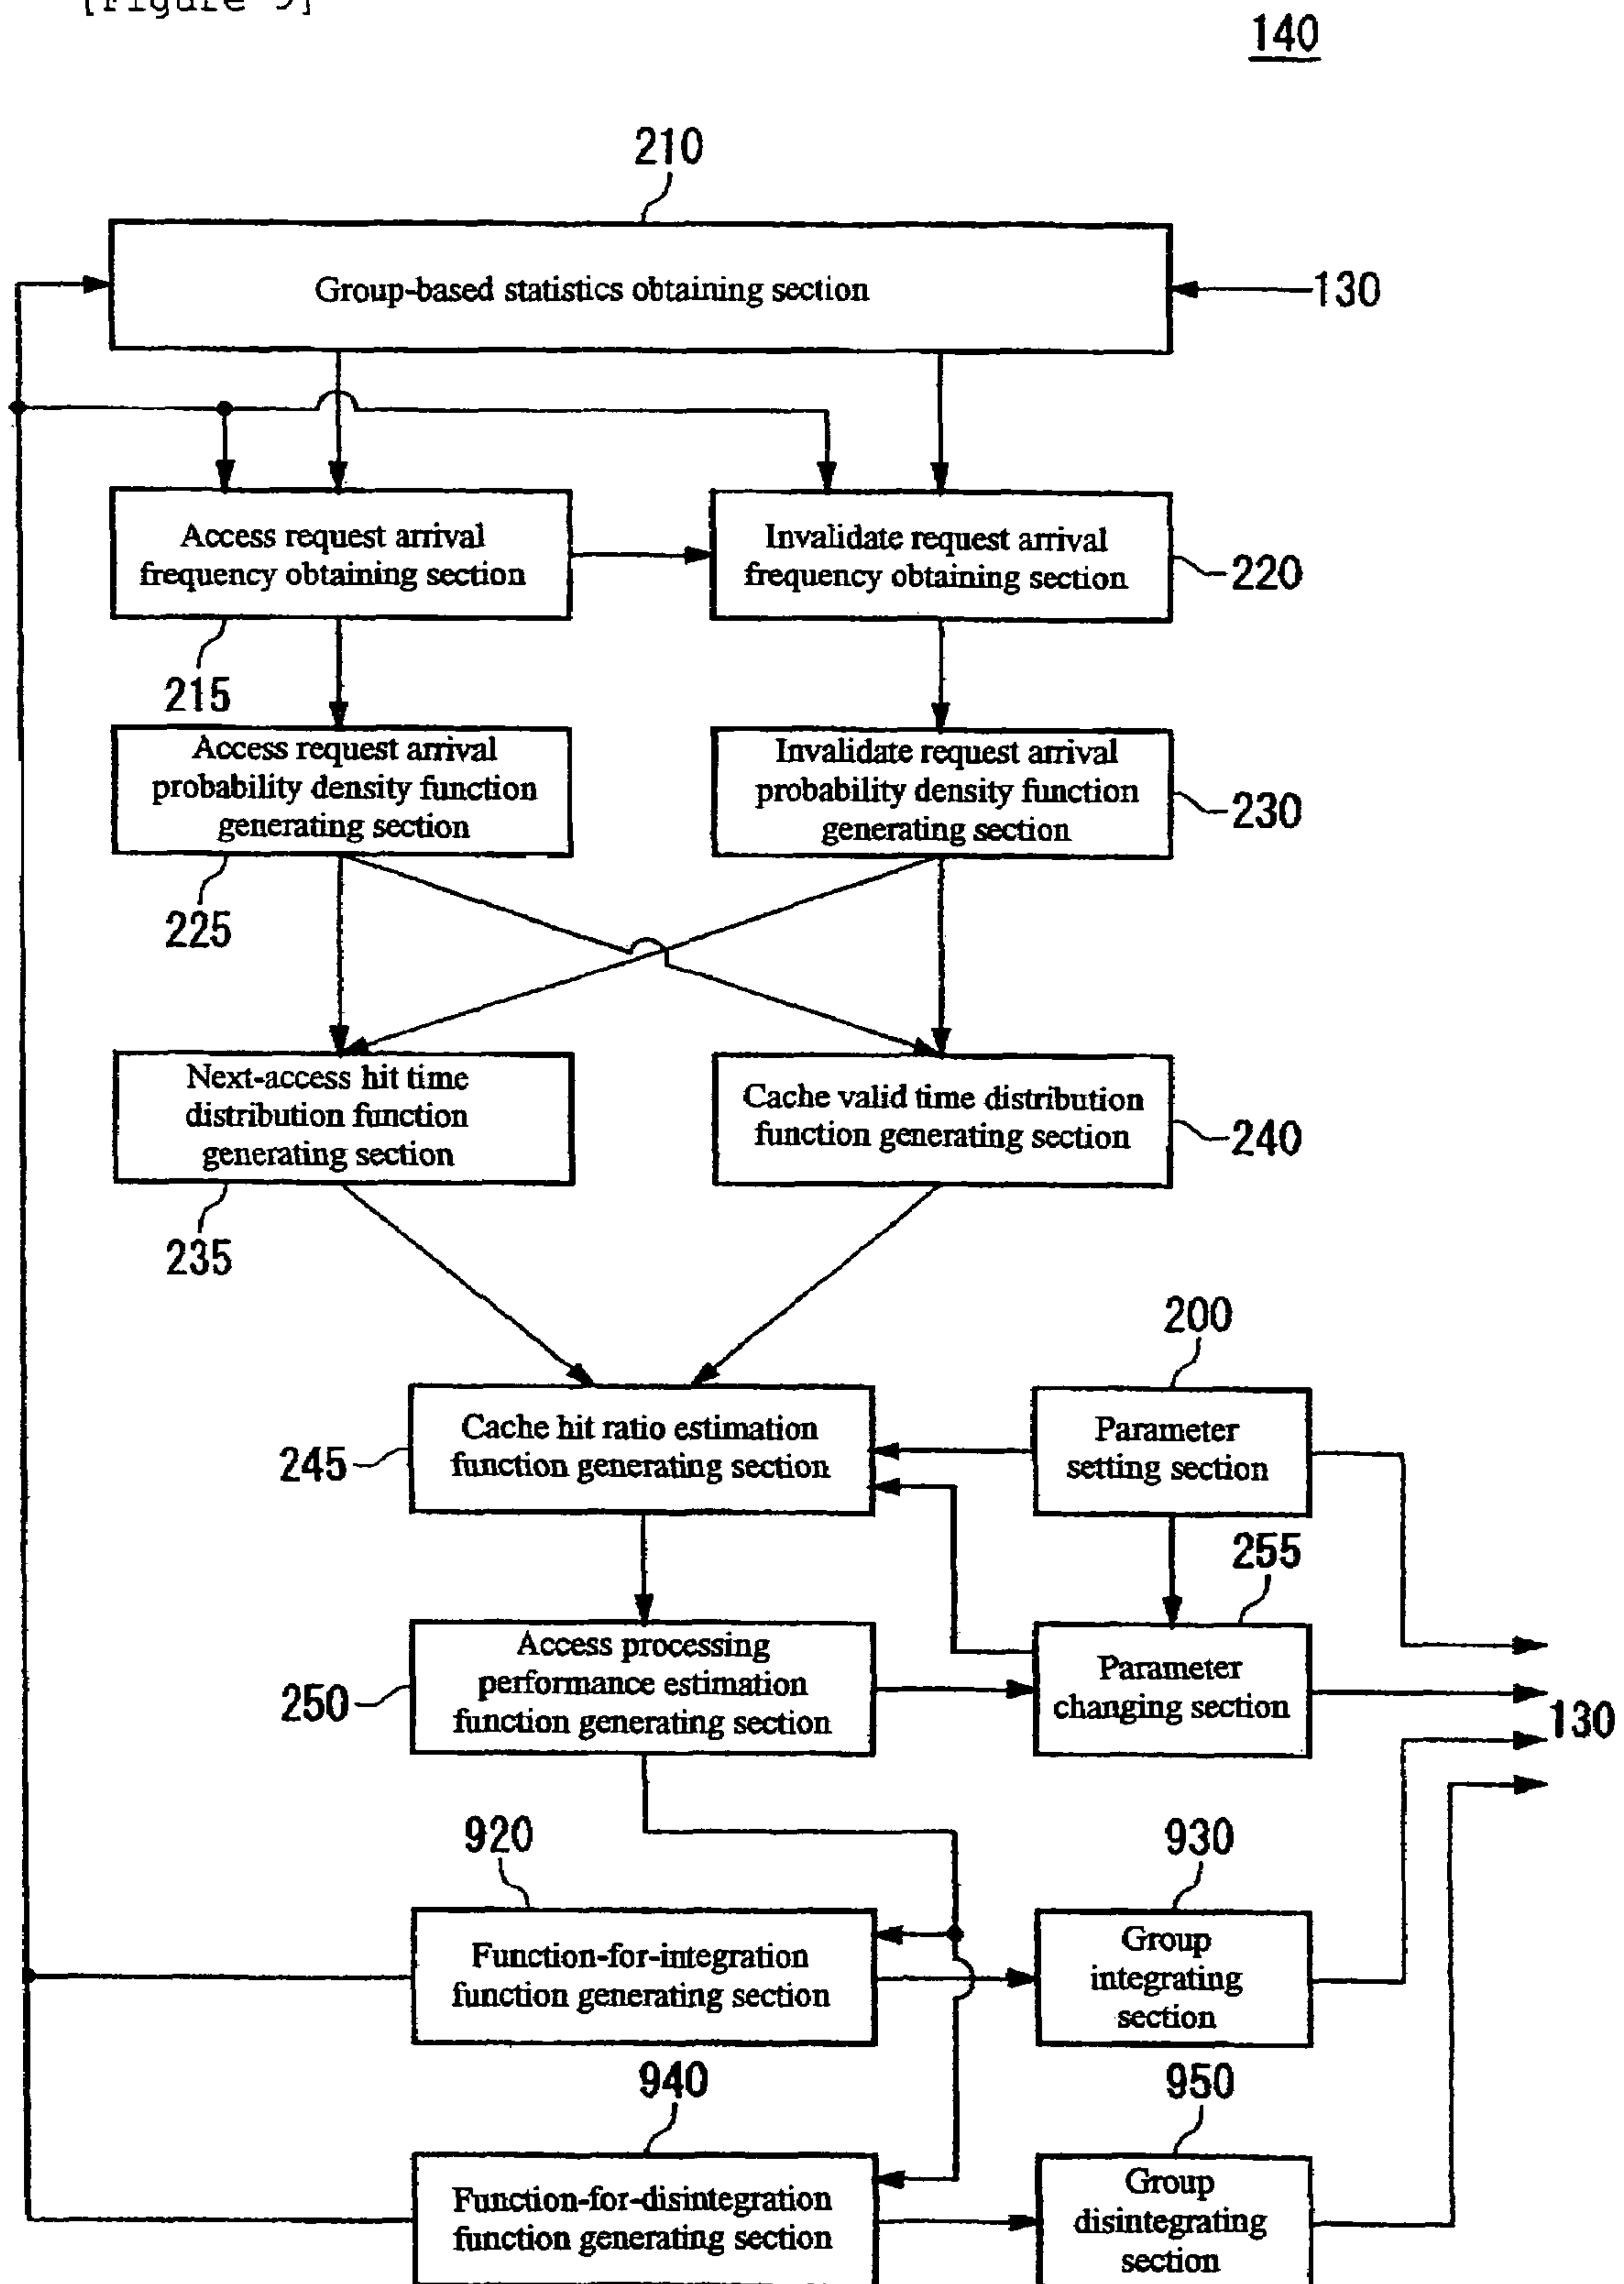 [Figure 9]
140
210
Group-based statistics obtaining section
130
Access request arrival
frequency obtaining section
Invalidate request arrival
frequency obtaining section
220
215
Access request arrival
probability density function
generating section
Invalidate request arrival
probability density function
generating section
230
225
Next-access hit time
distribution function
generating section
Cache valid time distribution
function generating section
240
235
200
Cache hit ratio estimation
function generating section
245
Parameter
setting section
255
Access processing
performance estimation
function generating section
250
Parameter
changing section
130
920
930
Function-for-integration
function generating section
Group
integrating
section
940
950
Function-for-disintegration
function generating section
Group
disintegrating
section